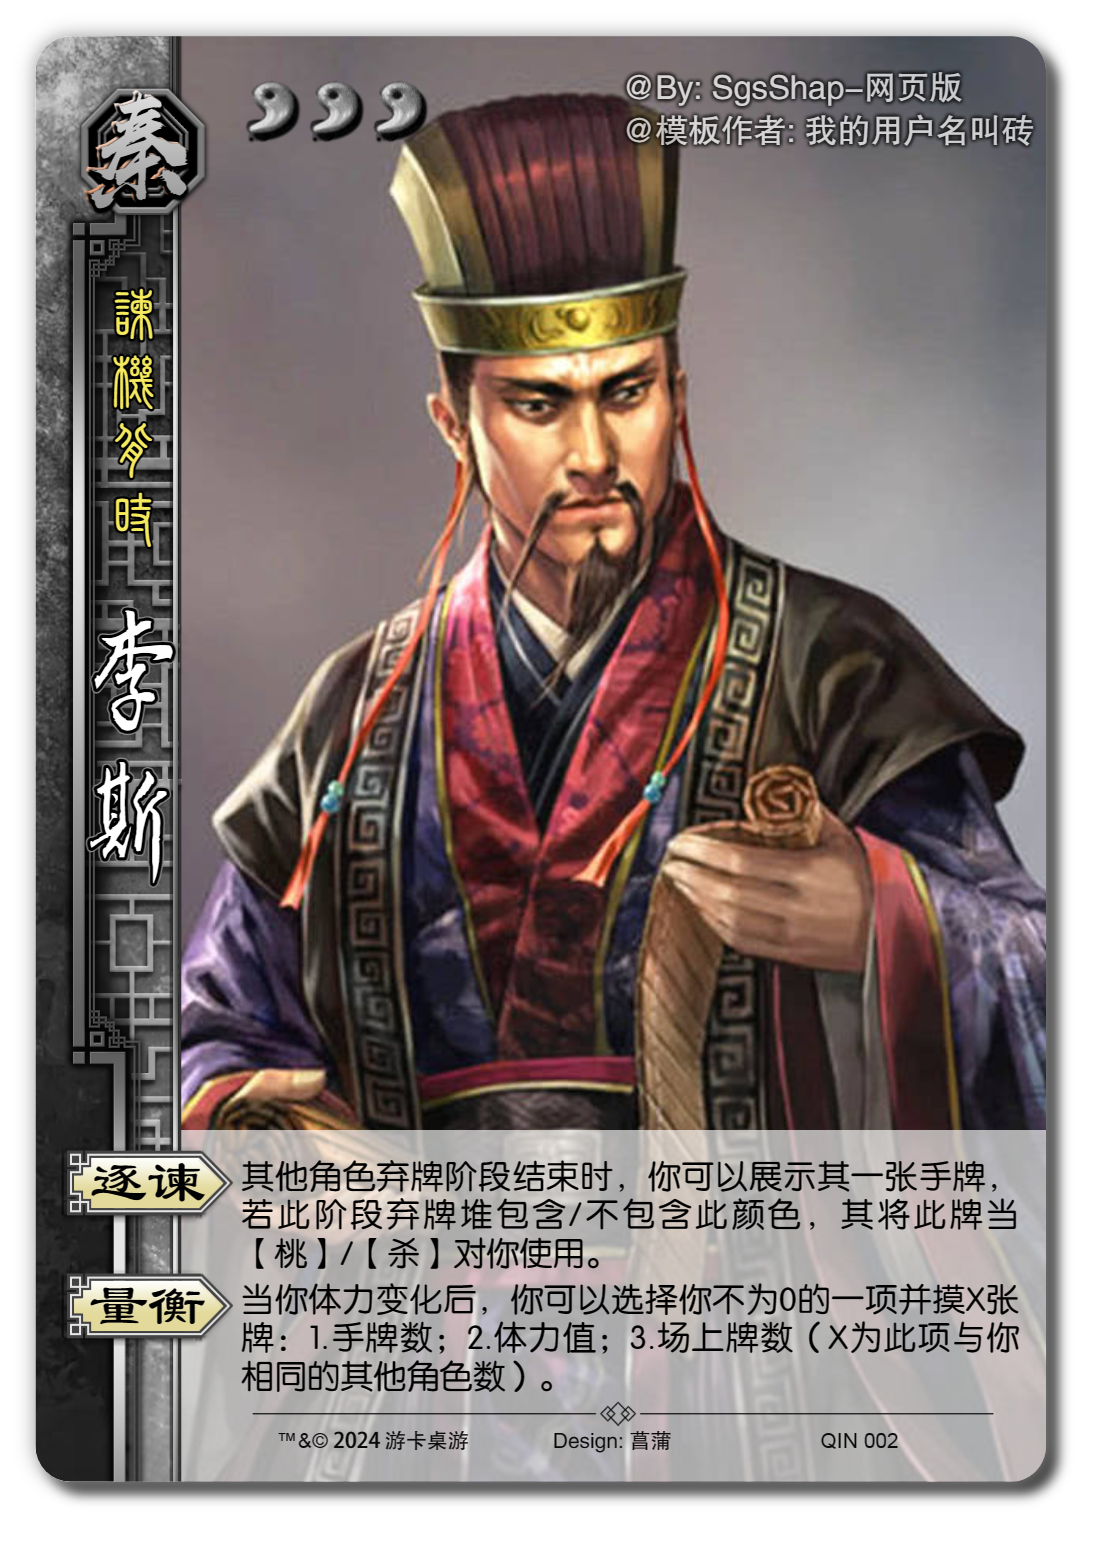 @By: SgsShap-网页版
@模板作者: 我的用户名叫砖
秦
諫機背時
李斯
逐谏
其他角色弃牌阶段结束时，你可以展示其一张手牌，
若此阶段弃牌堆包含/不包含此颜色，其将此牌当
【桃】/【杀】对你使用。
量衡
当你体力变化后，你可以选择你不为0的一项并摸X张
牌：1.手牌数；2.体力值；3.场上牌数（X为此项与你
相同的其他角色数）。
™&© 2024 游卡桌游 Design: 菖蒲 QIN 002